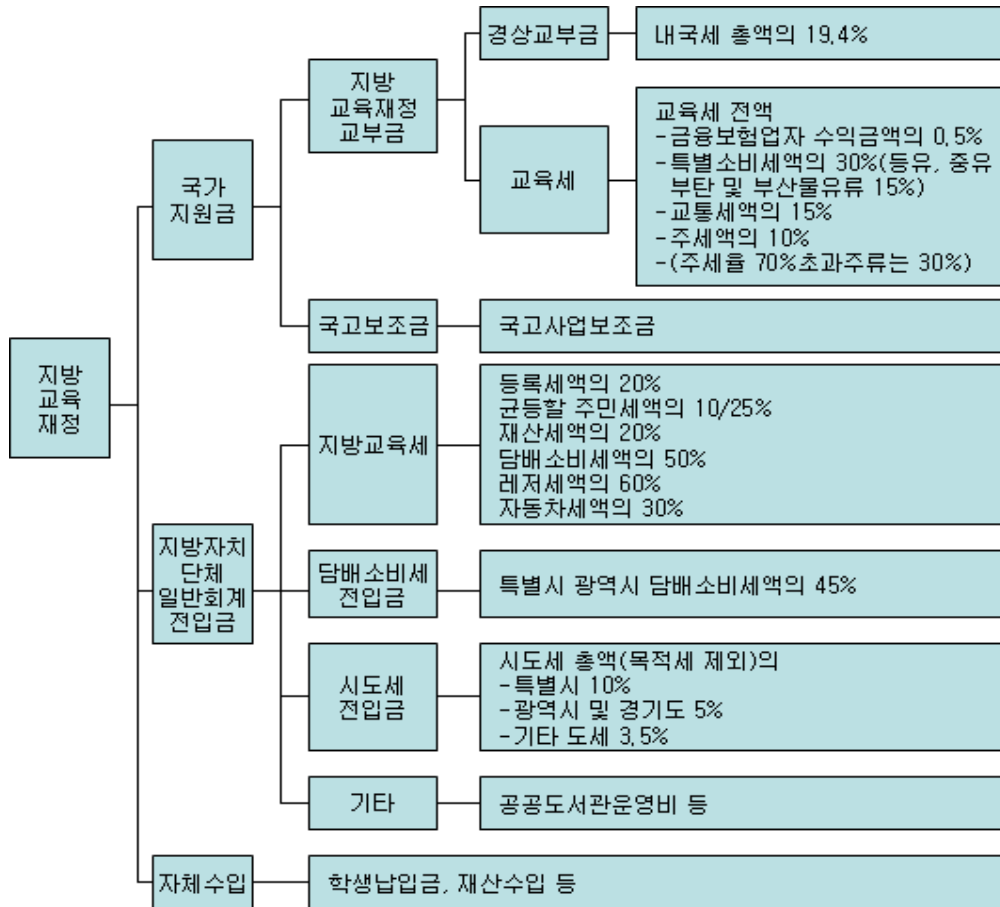 지방
교육
재정
국가
지원금
지방
교육재정
교부금
경상교부금
내국세 총액의 19.4%
교육세
교육세 전액
-금융보험업자 수익금액의 0.5%
-특별소비세액의 30%(등유, 중유
부탄 및 부산물유류 15%)
-교통세액의 15%
-주세액의 10%
-(주세율 70%초과주류는 30%)
국고보조금
국고사업보조금
지방자치
단체
일반회계
전입금
지방교육세
등록세액의 20%
균등할 주민세액의 10/25%
재산세액의 20%
담배소비세액의 50%
레저세액의 60%
자동차세액의 30%
담배소비세
전입금
특별시 광역시 담배소비세액의 45%
시도세
전입금
시도세 총액(목적세 제외)의
-특별시 10%
-광역시 및 경기도 5%
-기타 도세 3.5%
기타
공공도서관운영비 등
자체수입
학생납입금, 재산수입 등